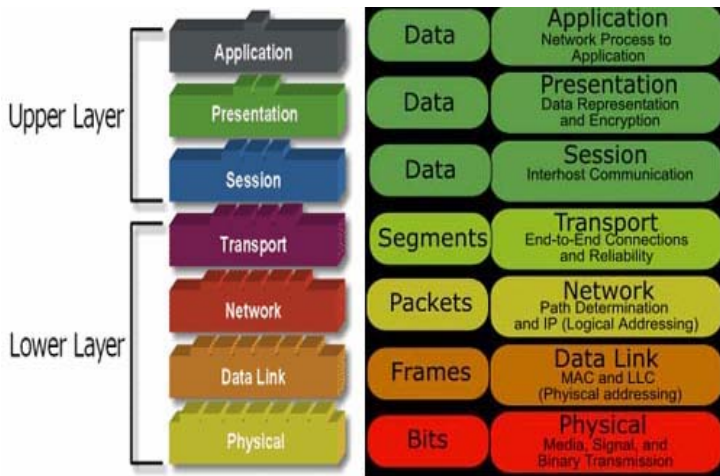 Upper Layer
Lower Layer
Application
Presentation
Session
Transport
Network
Data Link
Physical
Data
Application
Network Process to
Application
Data
Presentation
Data Representation
and Encryption
Data
Session
Interhost Communication
Segments
Transport
End-to-End Connections
and Reliability
Packets
Network
Path Determination
and IP (Logical Addressing)
Frames
Data Link
MAC and LLC
(Phyiscal addressing)
Bits
Physical
Media, Signal, and
Binary Transmission